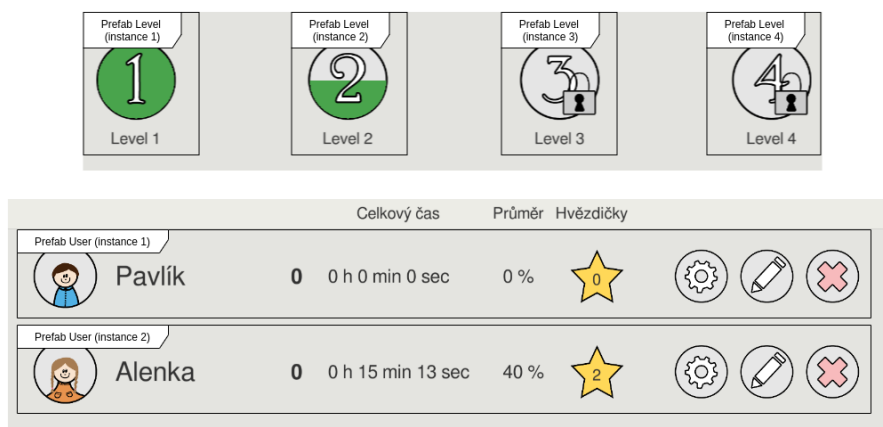 Prefab Level
(instance 1)
Prefab Level
(instance 2)
Prefab Level
(instance 3)
Prefab Level
(instance 4)
1
2
3
4
Level 1
Level 2
Level 3
Level 4
Celkový čas Průměr Hvězdičky
Prefab User (instance 1)
Pavlík 0 0 h 0 min 0 sec 0 % 0
Prefab User (instance 2)
Alenka 0 0 h 15 min 13 sec 40 % 2